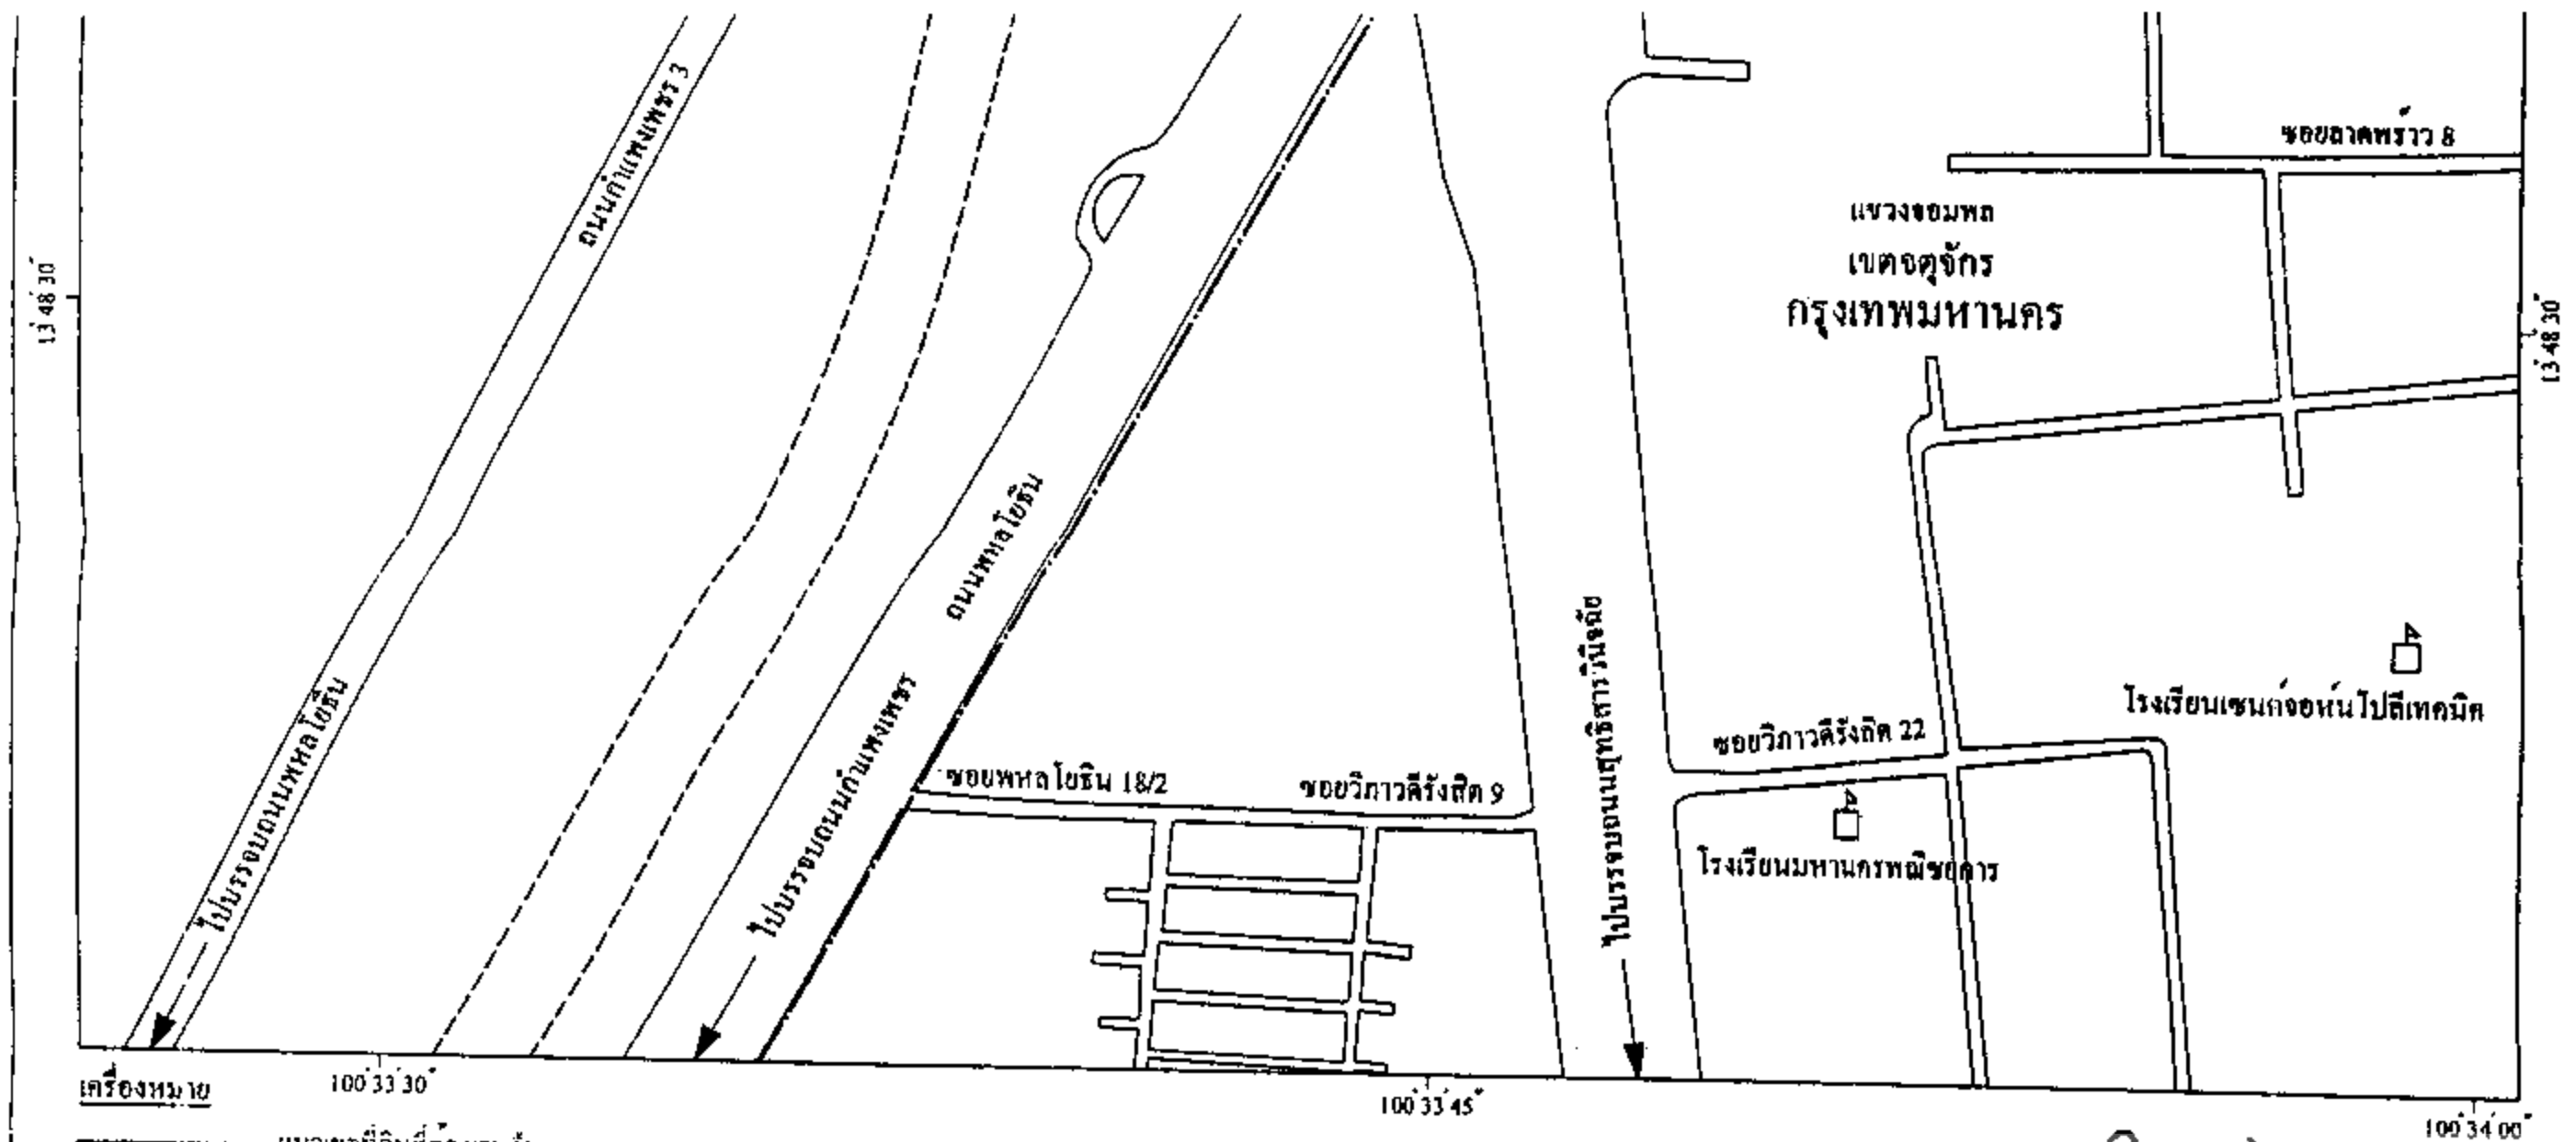 ถนนกำแพงเพชร 3
ซอยลาดพร้าว 8
แขวงจอมพล
เขตจตุจักร
กรุงเทพมหานคร
13° 48' 30"
13° 48' 30"
ถนนพหลโยธิน
ไปบรรจบถนนพหลโยธิน
ไปบรรจบถนนกำแพงเพชร
ไปบรรจบถนนสุทธิสารวินิจฉัย
โรงเรียนเซนต์จอห์นโปลีเทคนิค
ซอยวิภาวดีรังสิต 22
ซอยพหลโยธิน 18/2
ซอยวิภาวดีรังสิต 9
โรงเรียนมหานครพณิชยการ
เครื่องหมาย
100° 33' 30"
100° 33' 45"
100° 34' 00"